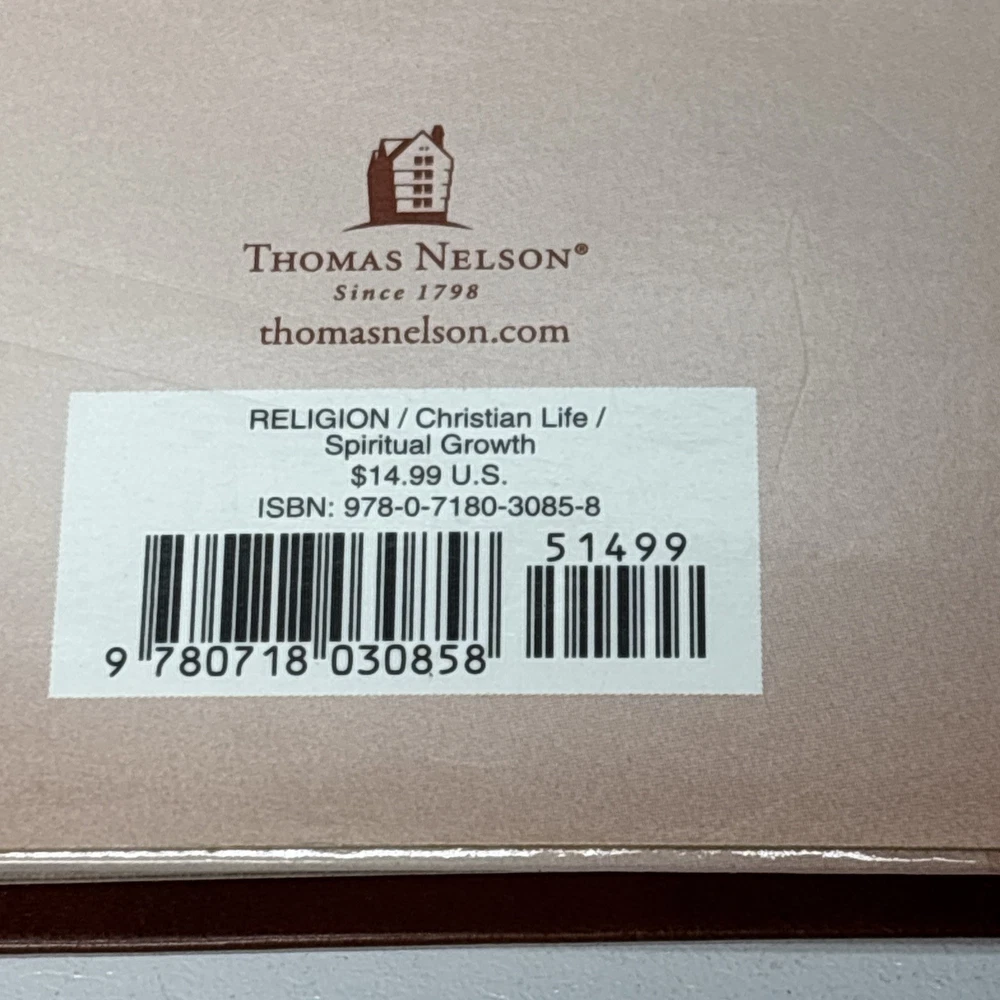 THOMAS NELSON®
Since 1798
thomasnelson.com
RELIGION / Christian Life /
Spiritual Growth
$14.99 U.S.
ISBN: 978-0-7180-3085-8
51499
9 780718 030858